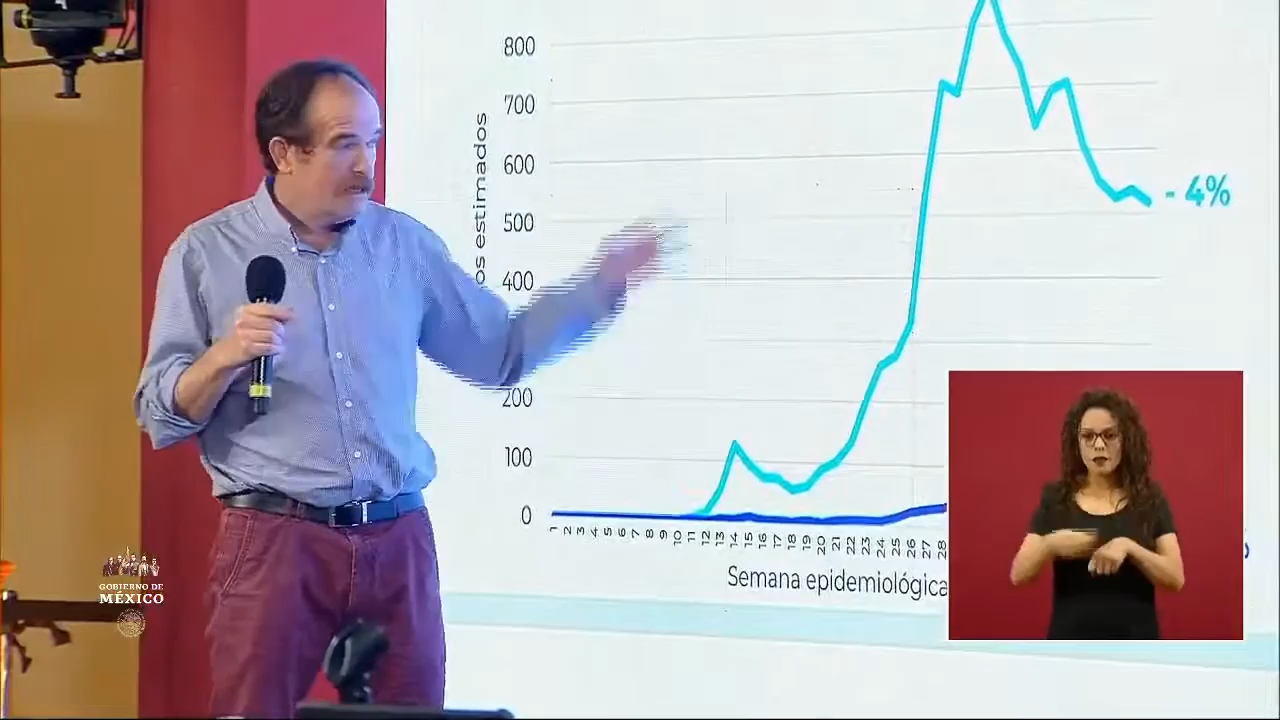 800
700
600
500
400
200
100
0
os estimados
- 4%
1 2 3 4 5 6 7 8 9 10 11 12 13 14 15 16 17 18 19 20 21 22 23 24 25 26 27 28
Semana epidemiológica
GOBIERNO DE
MÉXICO